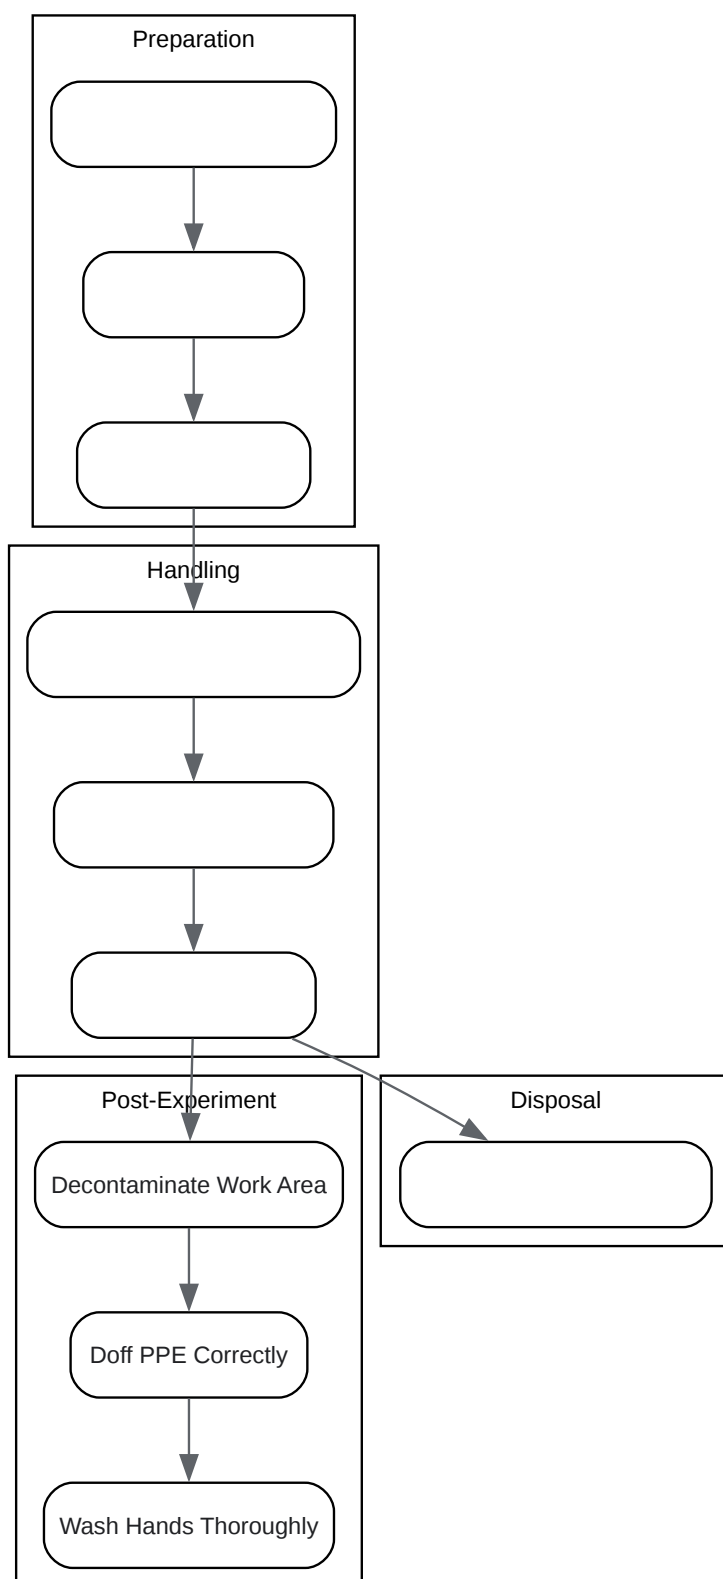 Preparation
Handling
Post-Experiment
Disposal
Decontaminate Work Area
Doff PPE Correctly
Wash Hands Thoroughly